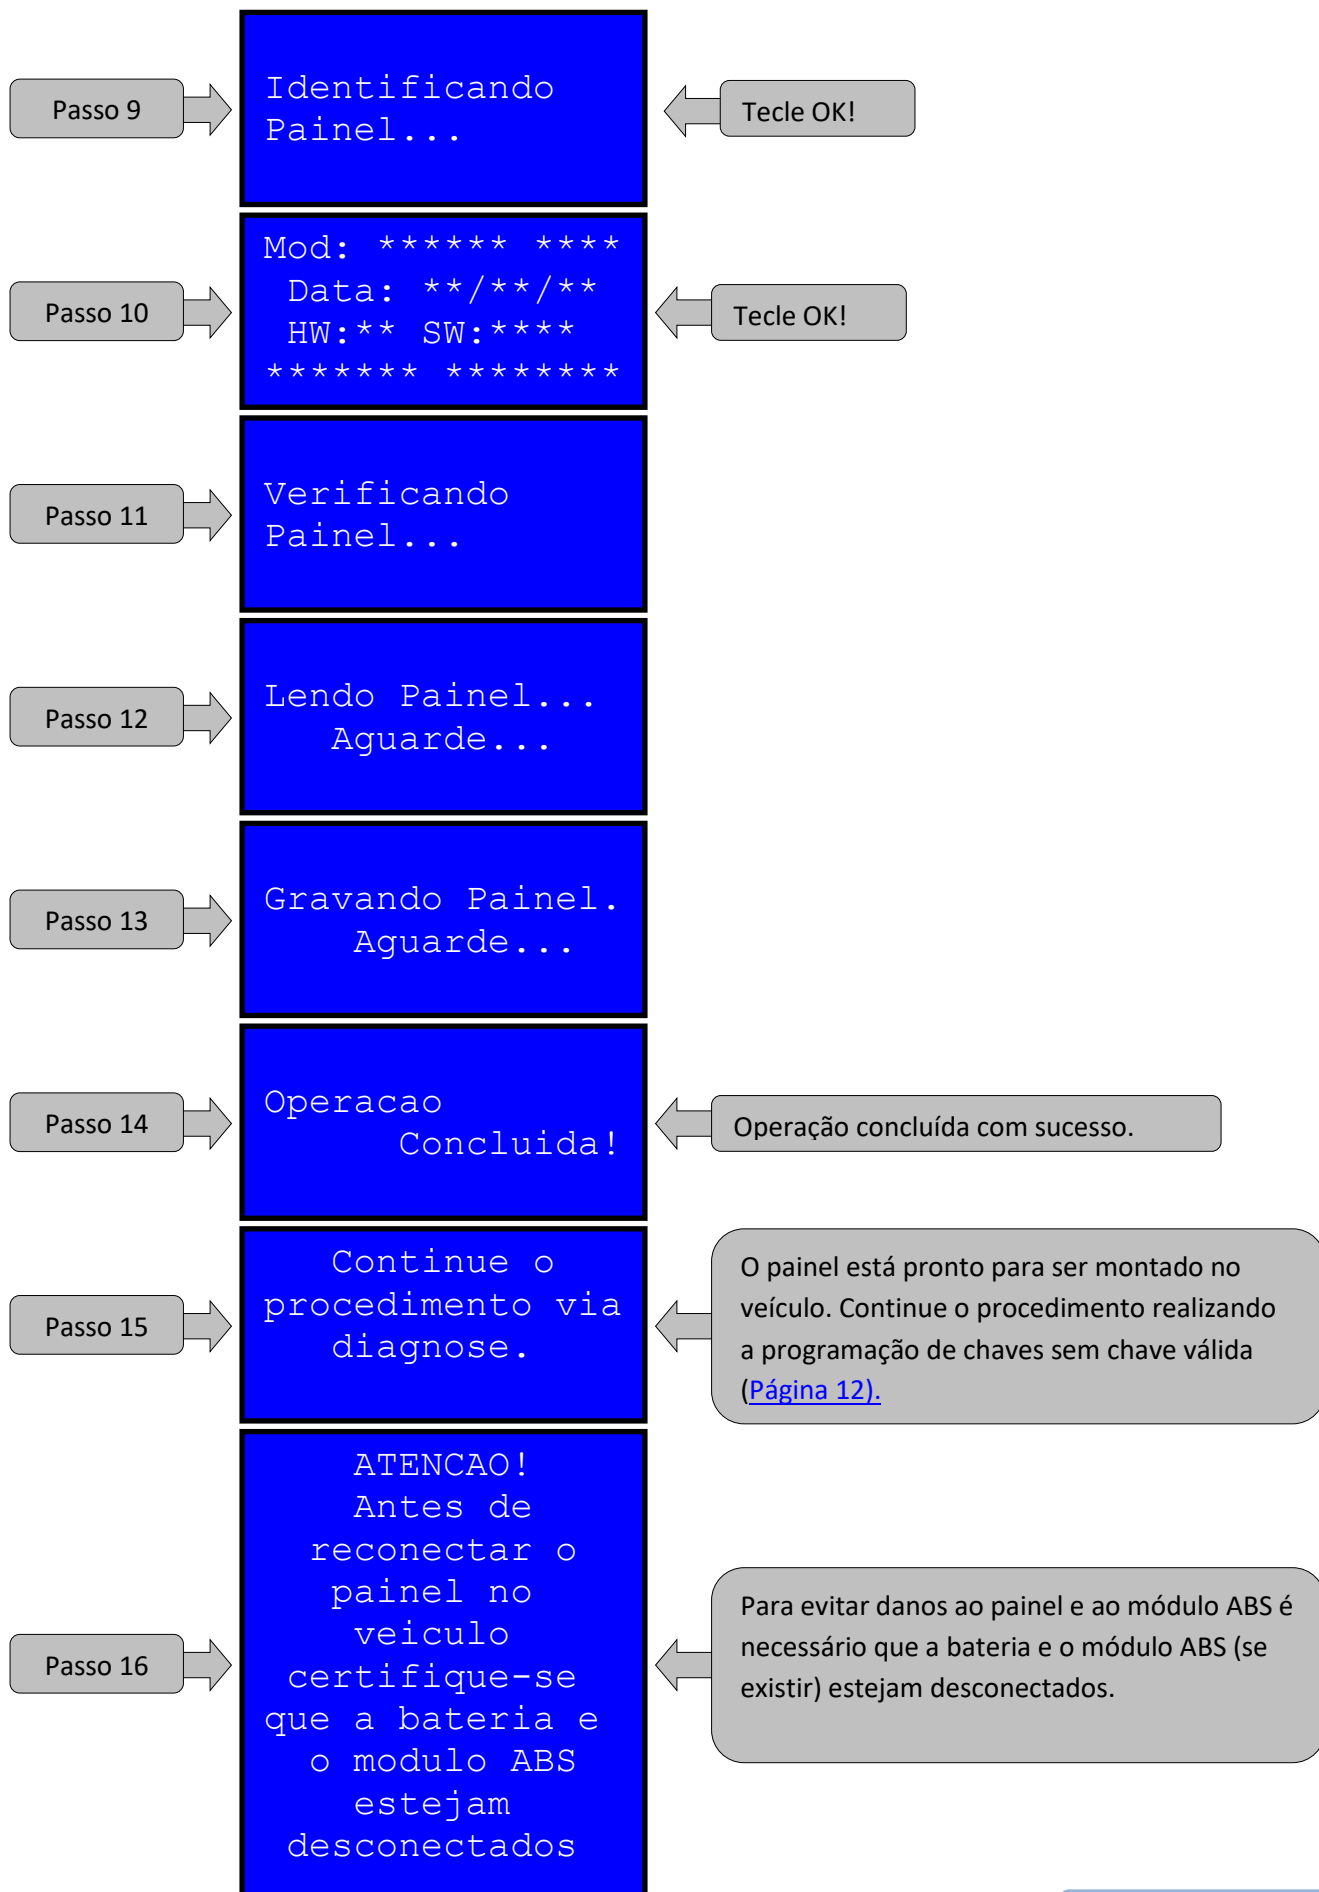 Passo 9
Identificando
Painel...
Tecle OK!
Passo 10
Mod: ****** ****
Data: **/**/**
HW:** SW:****
******* ********
Tecle OK!
Passo 11
Verificando
Painel...
Passo 12
Lendo Painel...
Aguarde...
Passo 13
Gravando Painel.
Aguarde...
Passo 14
Operacao
Concluida!
Operação concluída com sucesso.
Passo 15
Continue o
procedimento via
diagnose.
O painel está pronto para ser montado no
veículo. Continue o procedimento realizando
a programação de chaves sem chave válida
(Página 12).
Passo 16
ATENCAO!
Antes de
reconectar o
painel no
veiculo
certifique-se
que a bateria e
o modulo ABS
estejam
desconectados
Para evitar danos ao painel e ao módulo ABS é
necessário que a bateria e o módulo ABS (se
existir) estejam desconectados.